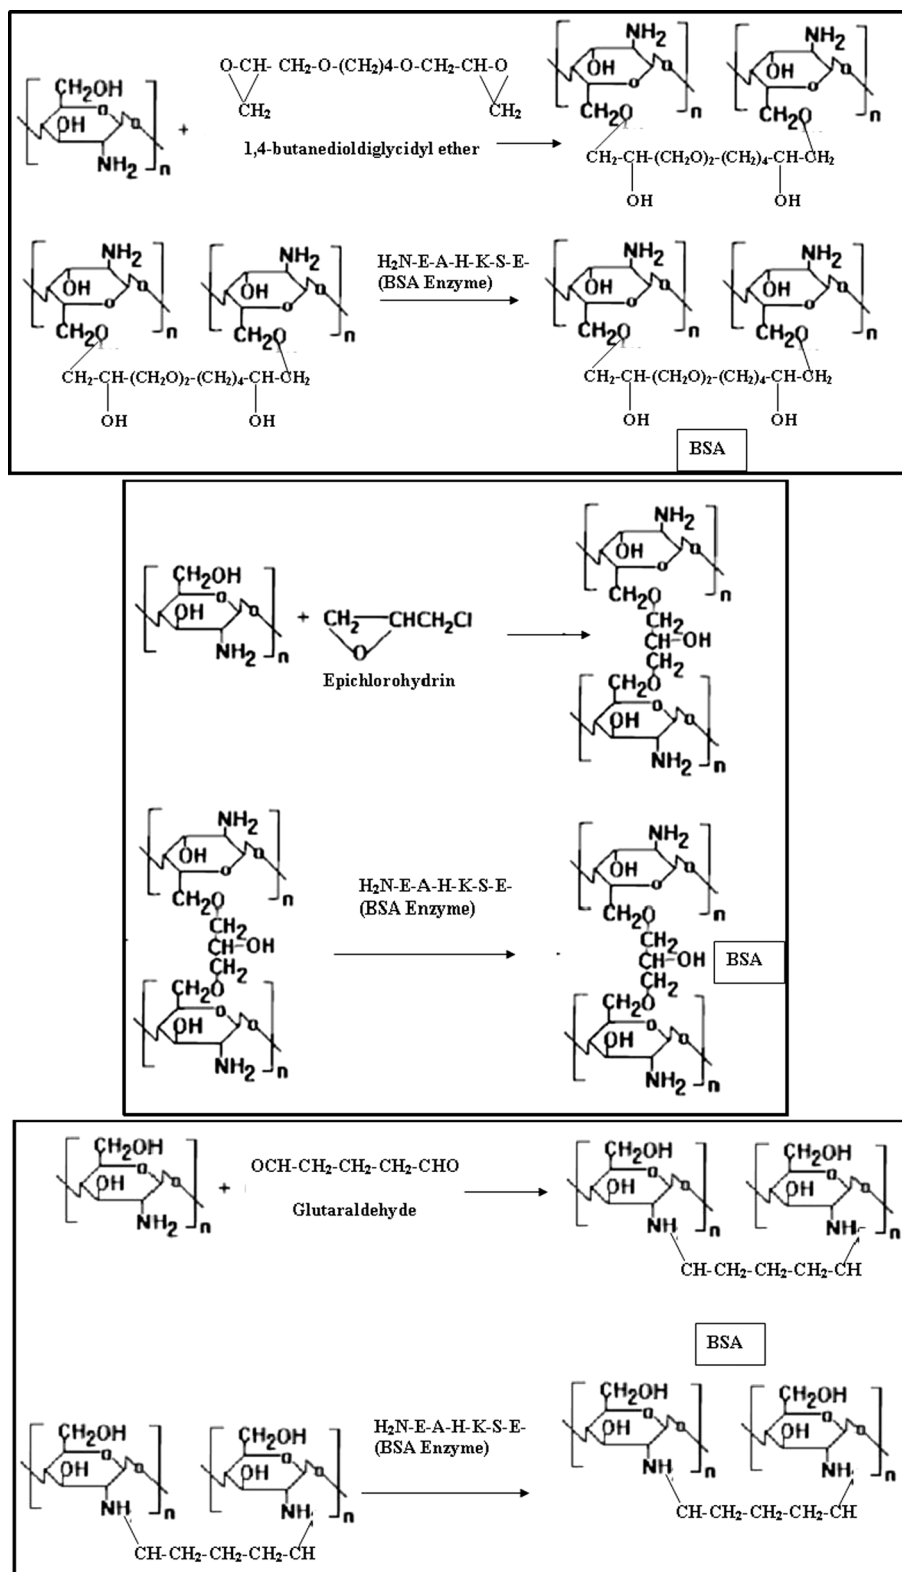 NH₂ NH₂
O-CH- CH₂-O-(CH₂)4-O-CH₂-CH-O
CH₂OH O OH O O OH O O
n n
OH O O + CH₂ CH₂ CH₂O CH₂O
NH₂ n 1,4-butanedioldiglycidyl ether
CH₂-CH-(CH₂O)₂-(CH₂)₄-CH-CH₂
OH OH
NH₂ NH₂ H₂N-E-A-H-K-S-E- NH₂ NH₂
OH O O OH O O (BSA Enzyme) OH O O OH O O
n n n n
CH₂O CH₂O CH₂O CH₂O
CH₂-CH-(CH₂O)₂-(CH₂)₄-CH-CH₂ CH₂-CH-(CH₂O)₂-(CH₂)₄-CH-CH₂
OH OH OH OH
BSA
NH₂
OH O O
n
CH₂OH CH₂O
OH O O + CH₂ CHCH₂Cl CH₂
NH₂ n O CH-OH
Epichlorohydrin CH₂
CH₂O
OH O O
NH₂ n
NH₂ NH₂
OH O O H₂N-E-A-H-K-S-E- OH O O
n (BSA Enzyme) n
CH₂O CH₂O
CH₂ CH₂
CH-OH CH-OH BSA
CH₂ CH₂
CH₂O CH₂O
OH O O OH O O
NH₂ n NH₂ n
CH₂OH CH₂OH CH₂OH
OCH-CH₂-CH₂-CH₂-CHO
OH O O + OH O O OH O O
NH₂ n Glutaraldehyde NH n NH n
CH-CH₂-CH₂-CH₂-CH
BSA
CH₂OH CH₂OH H₂N-E-A-H-K-S-E- CH₂OH CH₂OH
OH O O OH O O (BSA Enzyme) OH O O OH O O
NH n NH n NH n NH n
CH-CH₂-CH₂-CH₂-CH CH-CH₂-CH₂-CH₂-CH